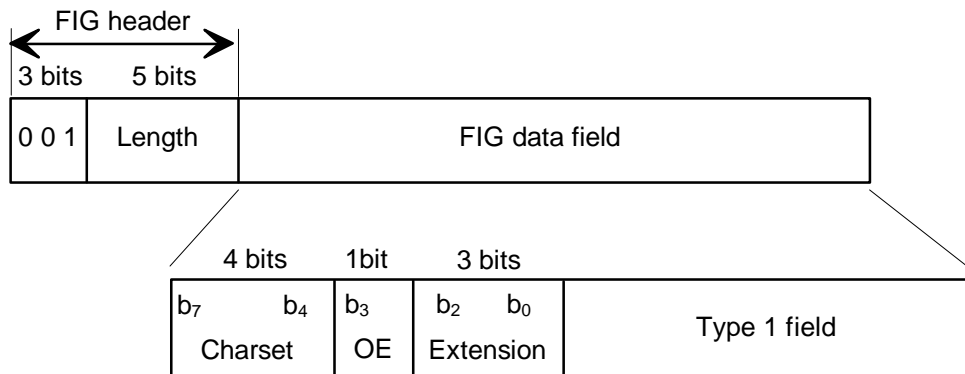 FIG header
3 bits 5 bits
0 0 1 Length FIG data field
4 bits 1bit 3 bits
b7 b4 b3 b2 b0
Charset OE Extension Type 1 field